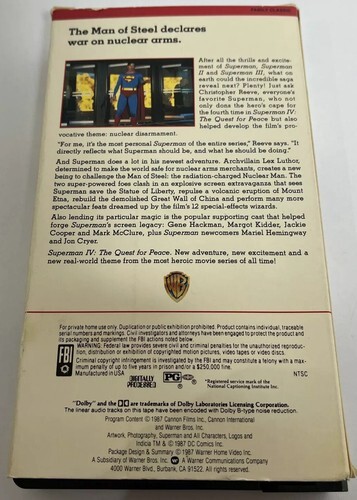 FAMILY CLASSICS
The Man of Steel declares
war on nuclear arms.
After all the thrills and excite-
ment of Superman, Superman
II and Superman III, what on
earth could the incredible saga
reveal next? Plenty! Just ask
Christopher Reeve, everyone's
favorite Superman, who not
only dons the hero's cape for
the fourth time in Superman IV:
The Quest for Peace but also
helped develop the film's pro-
vocative theme: nuclear disarmament.
"For me, it's the most personal Superman of the entire series," Reeve says. "It
directly reflects what Superman should be, and what he should be doing."
And Superman does a lot in his newest adventure. Archvillain Lex Luthor,
determined to make the world safe for nuclear arms merchants, creates a new
being to challenge the Man of Steel: the radiation-charged Nuclear Man. The
two super-powered foes clash in an explosive screen extravaganza that sees
Superman save the Statue of Liberty, repulse a volcanic eruption of Mount
Etna, rebuild the demolished Great Wall of China and perform many more
spectacular feats dreamed up by the film's 12 special-effects wizards.
Also lending its particular magic is the popular supporting cast that helped
forge Superman's screen legacy: Gene Hackman, Margot Kidder, Jackie
Cooper and Mark McClure, plus Superman newcomers Mariel Hemingway
and Jon Cryer.
Superman IV: The Quest for Peace. New adventure, new excitement and a
new real-world theme from the most heroic movie series of all time!
WB
For private home use only. Duplication or public exhibition prohibited. Product contains individual, traceable
serial numbers and markings. Civil investigators and attorneys have been engaged to protect the product and
its packaging and supplement the FBI actions noted below.
FBI WARNING: Federal law provides severe civil and criminal penalties for the unauthorized reproduc-
tion, distribution or exhibition of copyrighted motion pictures, video tapes or video discs.
Criminal copyright infringement is investigated by the FBI and may constitute a felony with a max-
imum penalty of up to five years in prison and/or a $250,000 fine.
Manufactured in USA NTSC
DIGITALLY PROCESSED PG
*Registered service mark of the
National Captioning Institute, Inc.
"Dolby" and the DD are trademarks of Dolby Laboratories Licensing Corporation.
The linear audio tracks on this tape have been encoded with Dolby B-type noise reduction.
Program Content © 1987 Cannon Films Inc., Cannon International
and Warner Bros. Inc.
Artwork, Photography, Superman and All Characters, Logos and
Indicia TM & © 1987 DC Comics Inc.
Package Design & Summary © 1987 Warner Home Video Inc.
A Subsidiary of Warner Bros. Inc. A Warner Communications Company
4000 Warner Blvd., Burbank, CA 91522. All rights reserved.